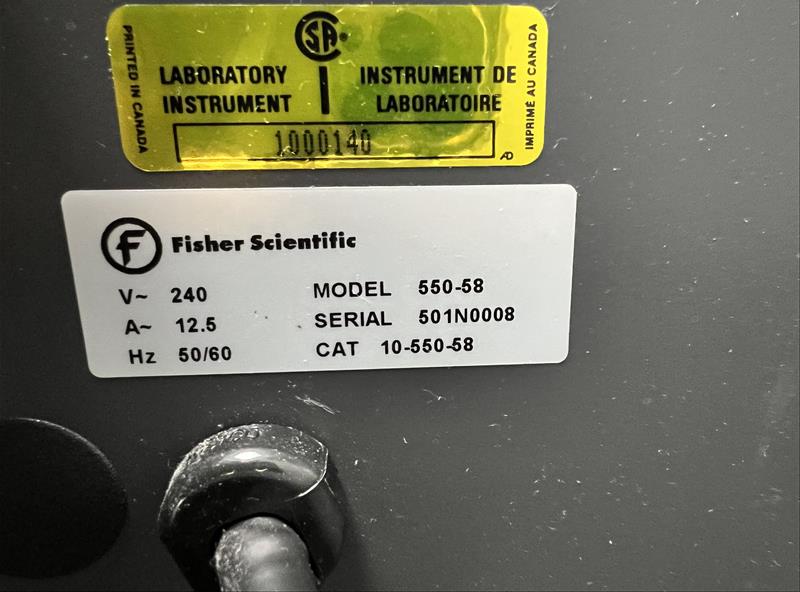 PRINTED IN CANADA
SA
LABORATORY
INSTRUMENT
INSTRUMENT DE
LABORATOIRE
1000140
IMPRIMÉ AU CANADA
F Fisher Scientific
V~ 240
A~ 12.5
Hz 50/60
MODEL 550-58
SERIAL 501N0008
CAT 10-550-58